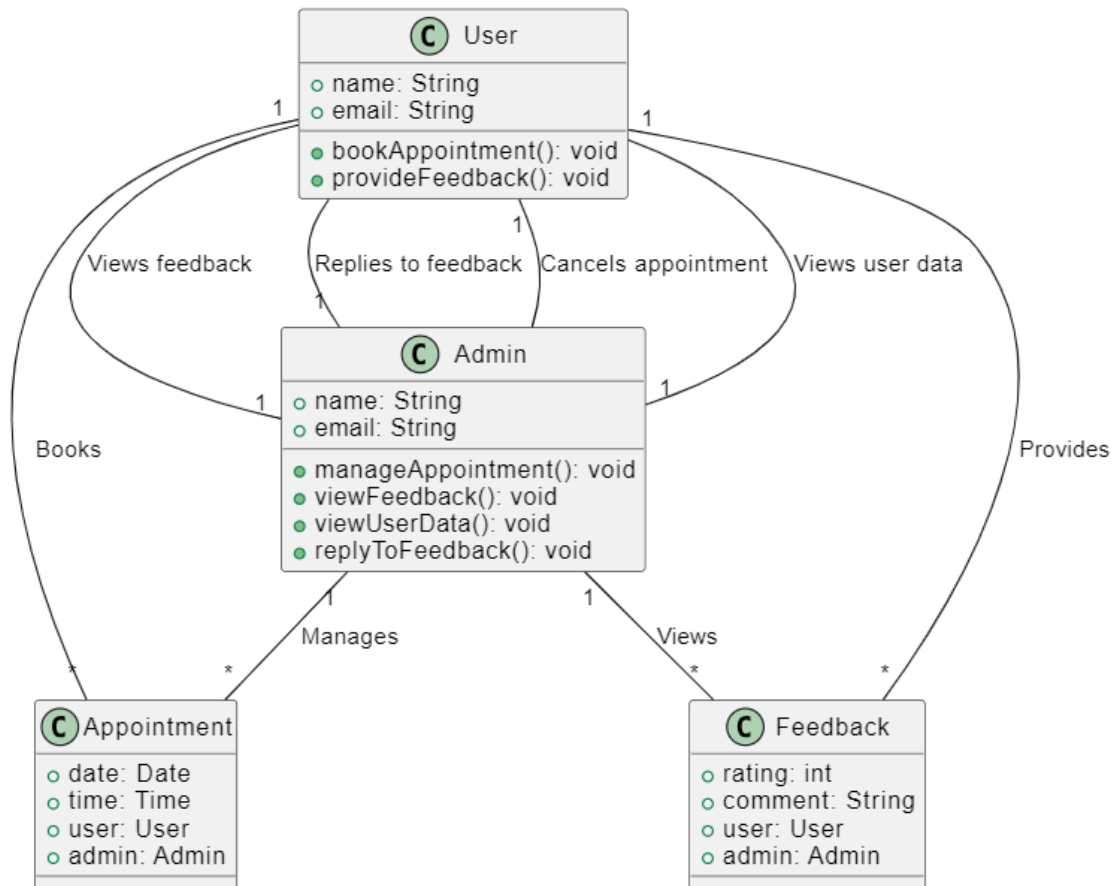 C User
name: String
email: String
1
1
bookAppointment(): void
provideFeedback(): void
1
Views feedback
Replies to feedback
Cancels appointment
Views user data
1
C Admin
name: String
email: String
1
1
manageAppointment(): void
viewFeedback(): void
viewUserData(): void
replyToFeedback(): void
Books
Provides
1
1
Manages
Views
*
*
*
*
C Appointment
date: Date
time: Time
user: User
admin: Admin
C Feedback
rating: int
comment: String
user: User
admin: Admin